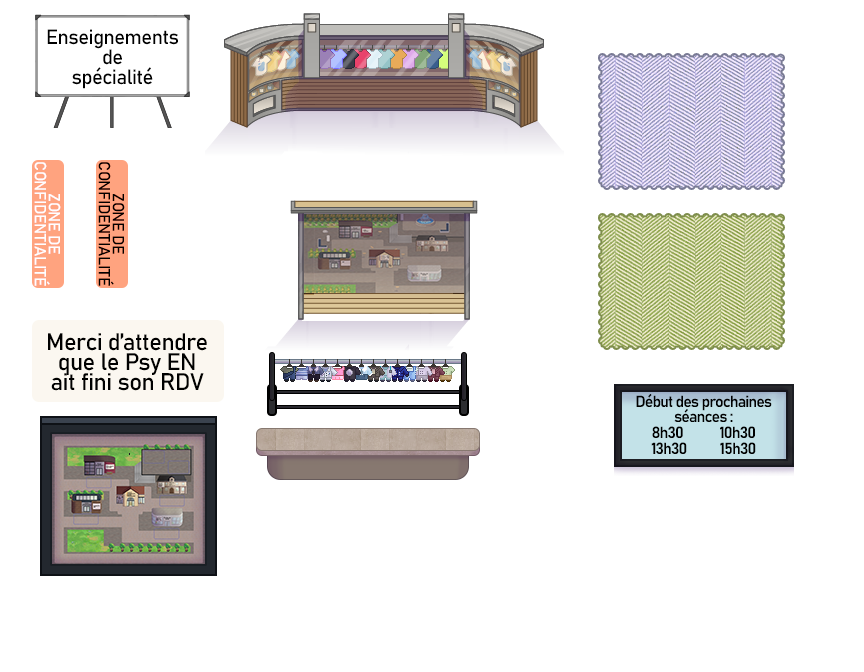 Enseignements
de
spécialité
ZONE DE
CONFIDENTIALITÉ
ZONE DE
CONFIDENTIALITÉ
Merci d'attendre
que le Psy EN
ait fini son RDV
Début des prochaines
séances :
8h30 10h30
13h30 15h30